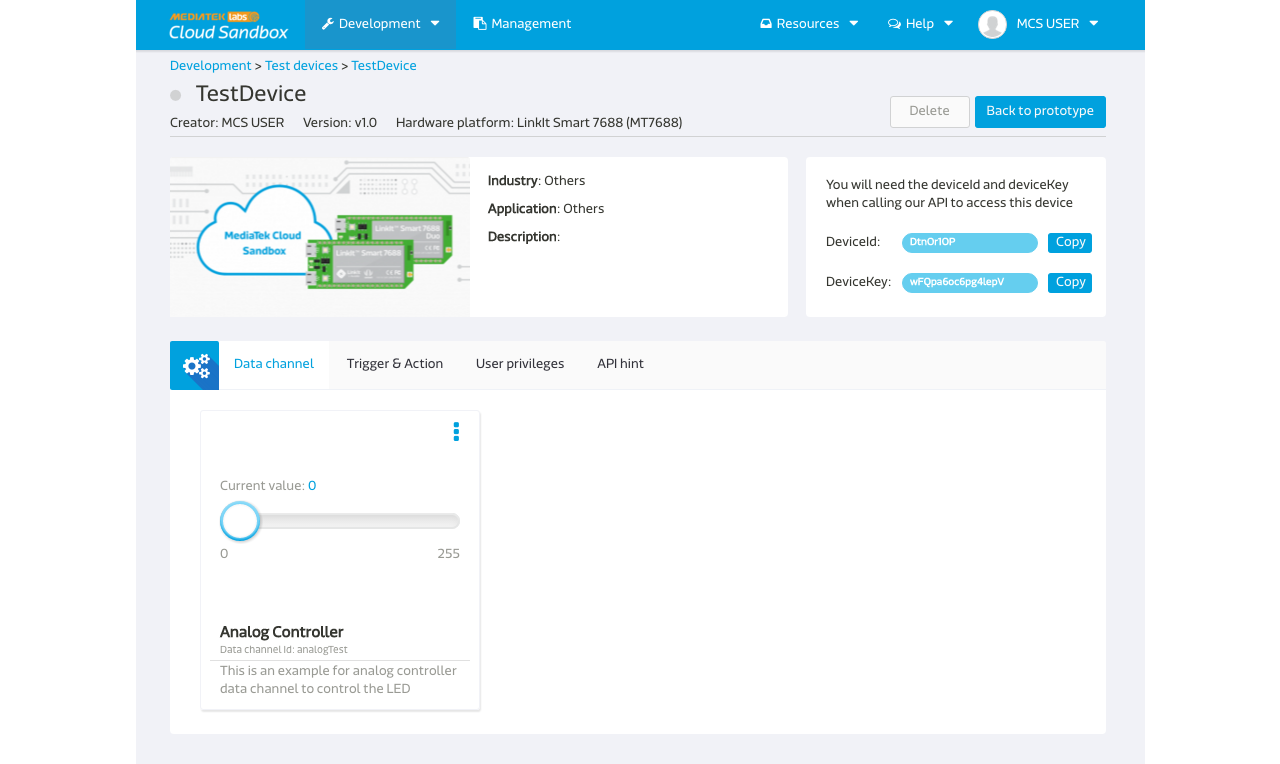 MEDIATEK labs
Cloud Sandbox
Development
Management
Resources
Help
MCS USER
Development > Test devices > TestDevice
TestDevice
Creator: MCS USER Version: v1.0 Hardware platform: LinkIt Smart 7688 (MT7688)
Delete
Back to prototype
MediaTek Cloud
Sandbox
LinkIt™ Smart 7688
Duo
LinkIt™ Smart 7688
Industry: Others
Application: Others
Description:
You will need the deviceId and deviceKey
when calling our API to access this device
DeviceId: DtnOr1OP Copy
DeviceKey: wFQpa6oc6pg4lepV Copy
Data channel
Trigger & Action
User privileges
API hint
Current value: 0
0 255
Analog Controller
Data channel Id: analogTest
This is an example for analog controller
data channel to control the LED